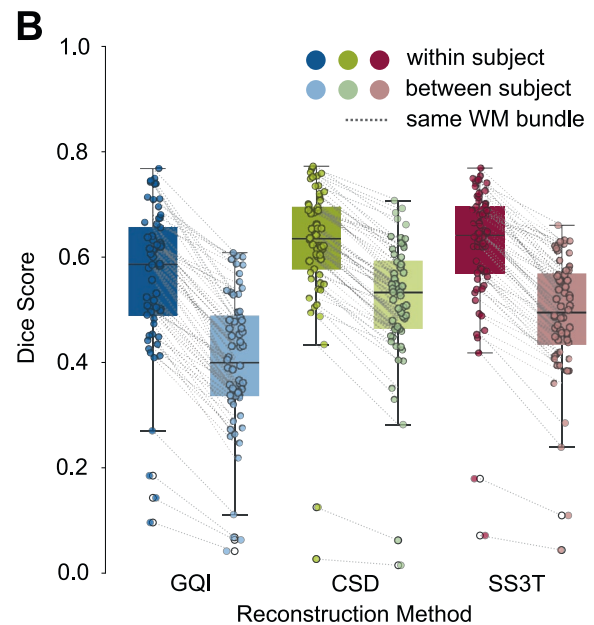 B
1.0
within subject
between subject
same WM bundle
0.8
0.6
0.4
0.2
0.0
Dice Score
GQI CSD SS3T
Reconstruction Method